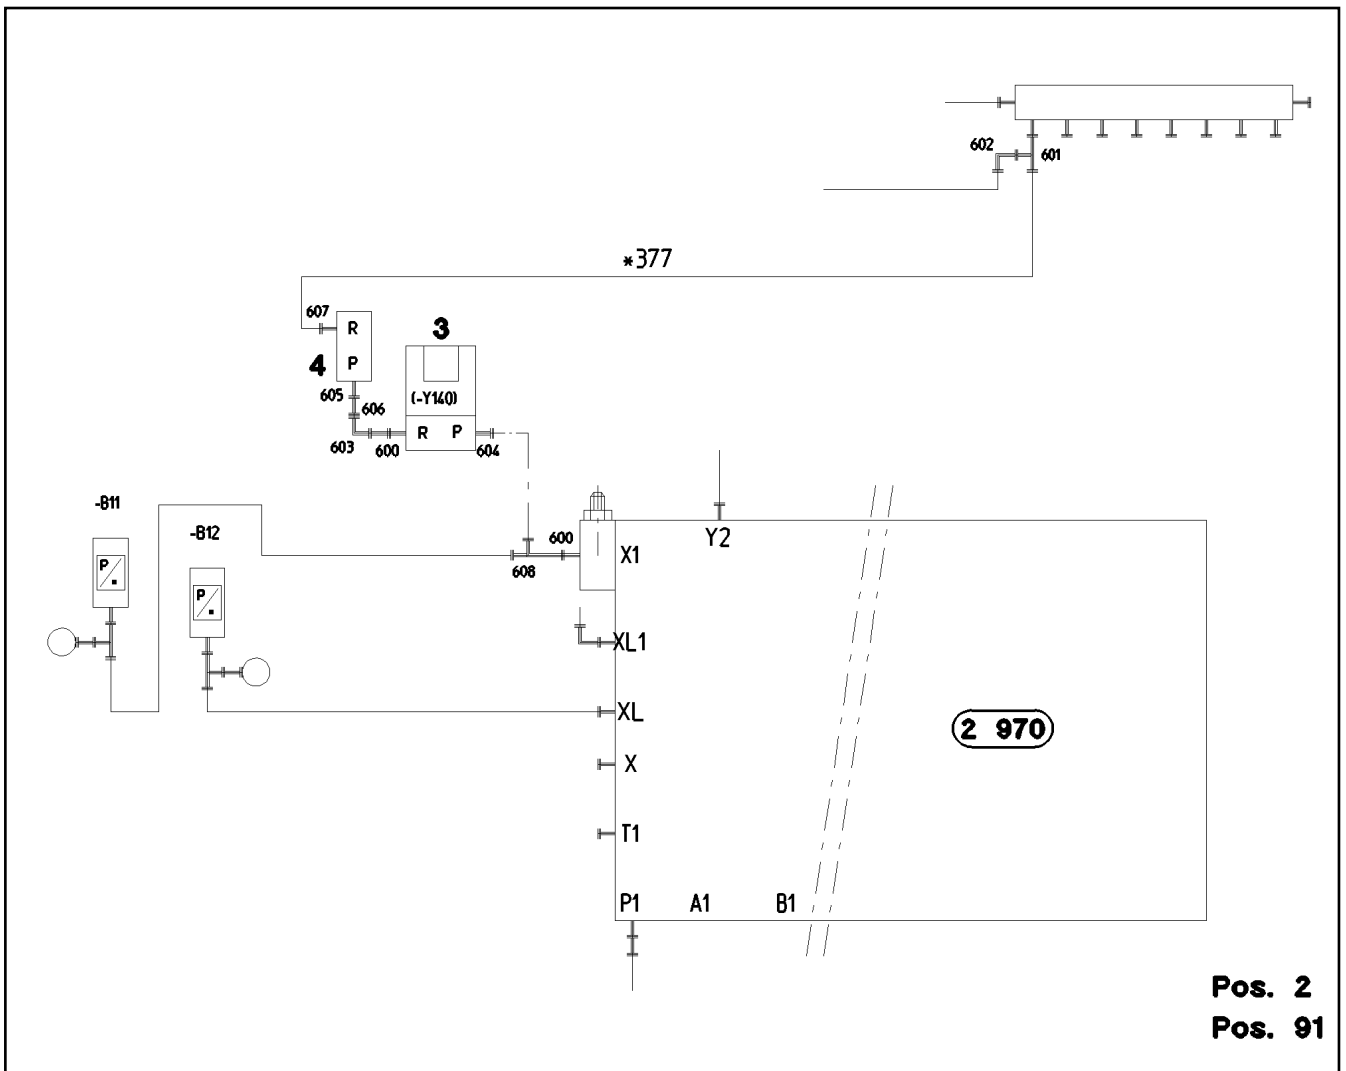 602
601
*377
607
R
3
4
P
605
(-Y140)
606
603
600
R
P
604
-B11
-B12
600
X1
Y2
608
P
P
XL1
XL
2 970
X
T1
P1
A1
B1
Pos. 2
Pos. 91